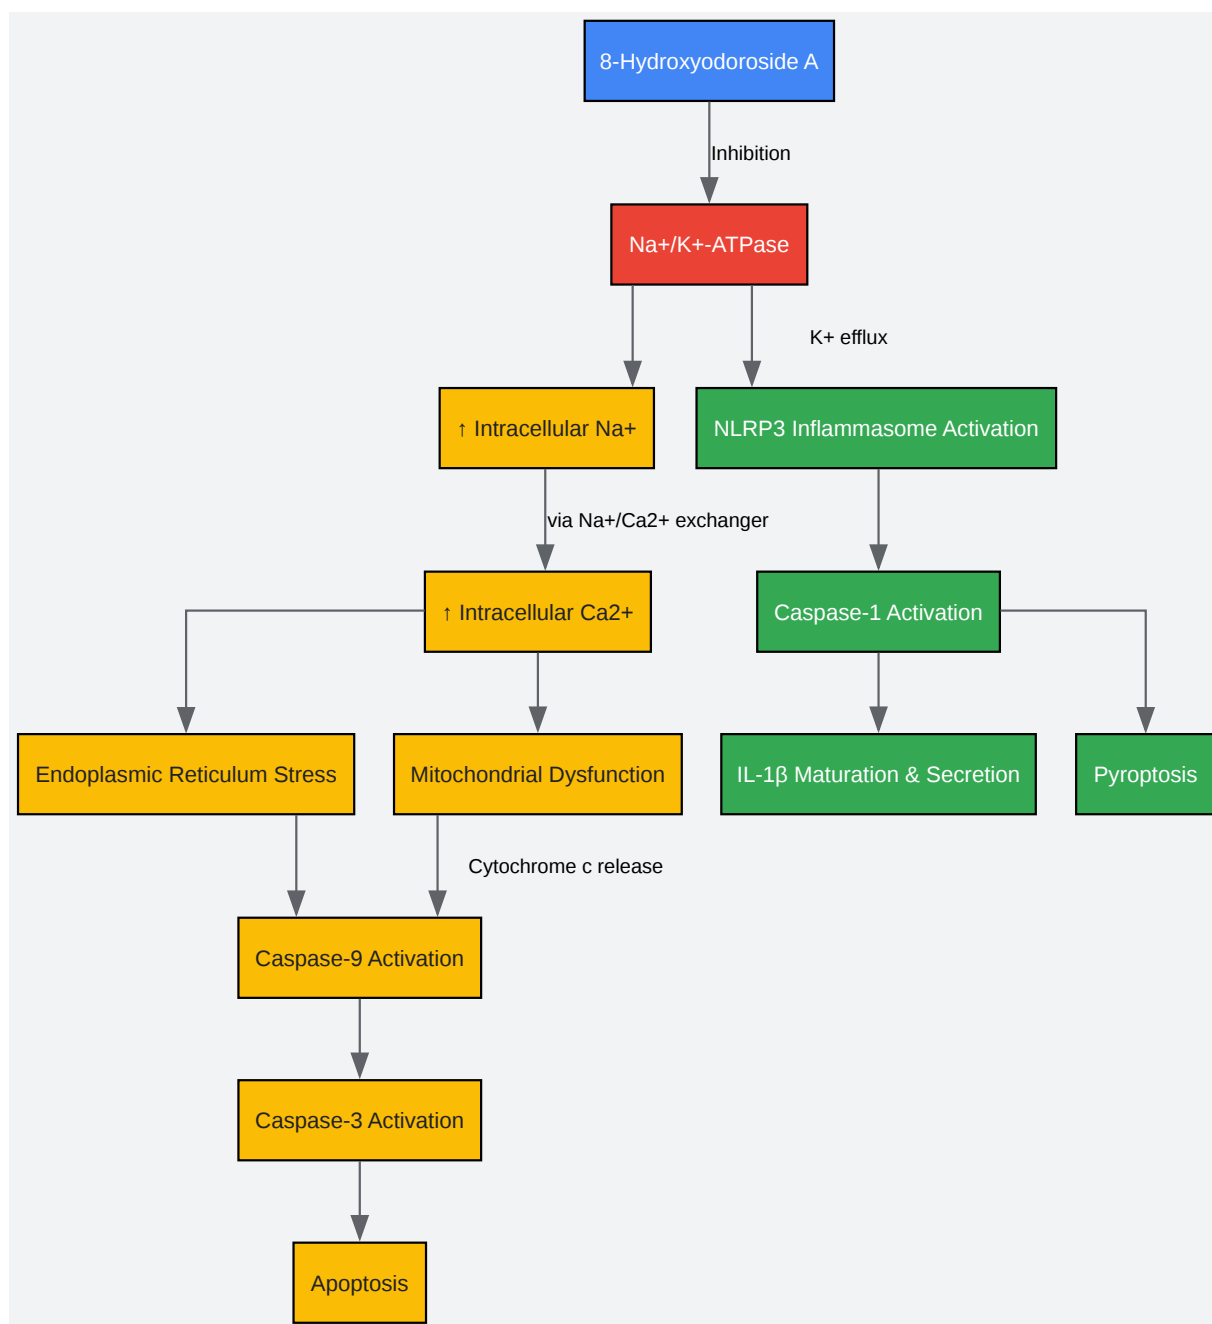 8-Hydroxyodoroside A
Inhibition
Na+/K+-ATPase
K+ efflux
↑ Intracellular Na+
NLRP3 Inflammasome Activation
via Na+/Ca2+ exchanger
↑ Intracellular Ca2+
Caspase-1 Activation
Endoplasmic Reticulum Stress
Mitochondrial Dysfunction
IL-1β Maturation & Secretion
Pyroptosis
Cytochrome c release
Caspase-9 Activation
Caspase-3 Activation
Apoptosis